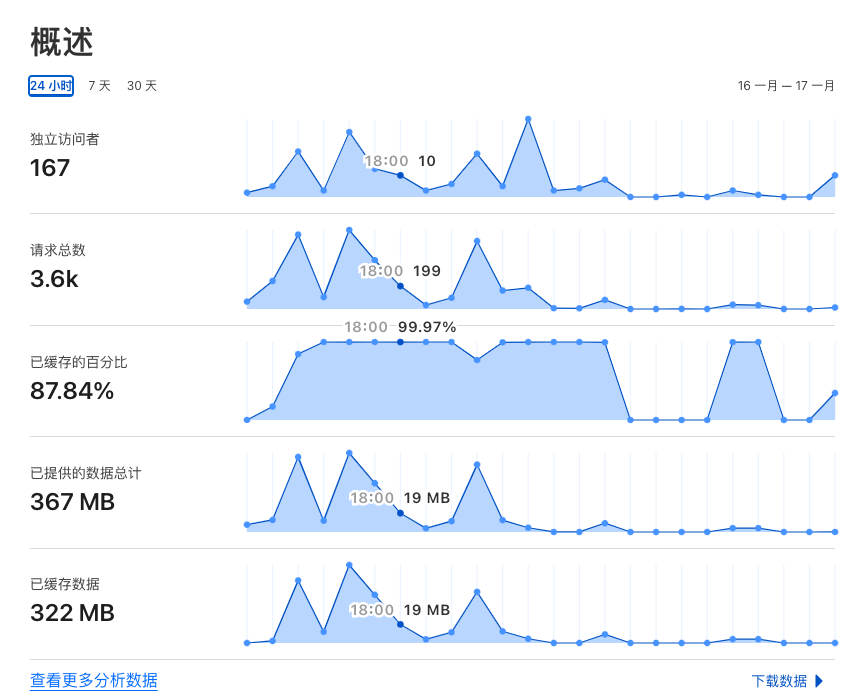 概述
24 小时 7 天 30 天 16 一月 – 17 一月
独立访问者
167
18:00 10
请求总数
3.6k
18:00 199
已缓存的百分比
87.84%
18:00 99.97%
已提供的数据总计
367 MB
18:00 19 MB
已缓存数据
322 MB
18:00 19 MB
查看更多分析数据 下载数据